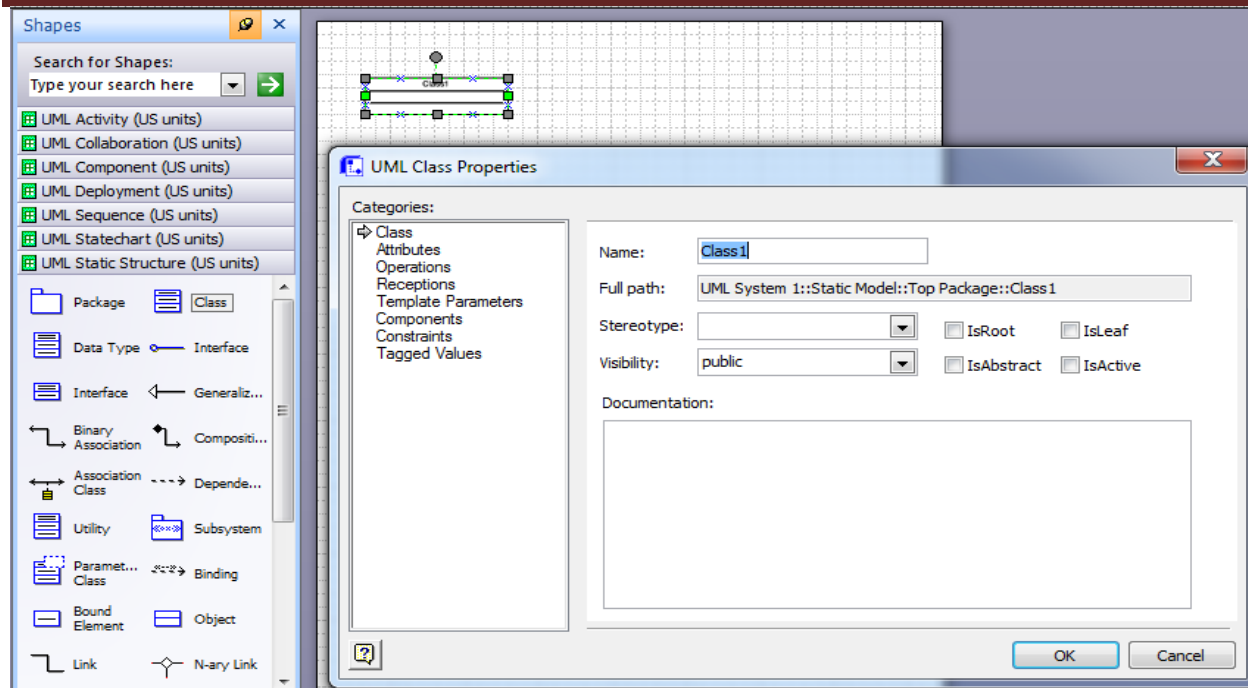 Shapes
Search for Shapes:
Type your search here
UML Activity (US units)
UML Collaboration (US units)
UML Component (US units)
UML Deployment (US units)
UML Sequence (US units)
UML Statechart (US units)
UML Static Structure (US units)
Package Class
Data Type Interface
Interface Generaliz...
Binary
Association Compositi...
Association
Class Depende...
Utility Subsystem
Paramet...
Class Binding
Bound
Element Object
Link N-ary Link
Class1
UML Class Properties
Categories:
Class
Attributes
Operations
Receptions
Template Parameters
Components
Constraints
Tagged Values
Name: Class1
Full path: UML System 1::Static Model::Top Package::Class1
Stereotype: IsRoot IsLeaf
Visibility: public IsAbstract IsActive
Documentation:
OK Cancel